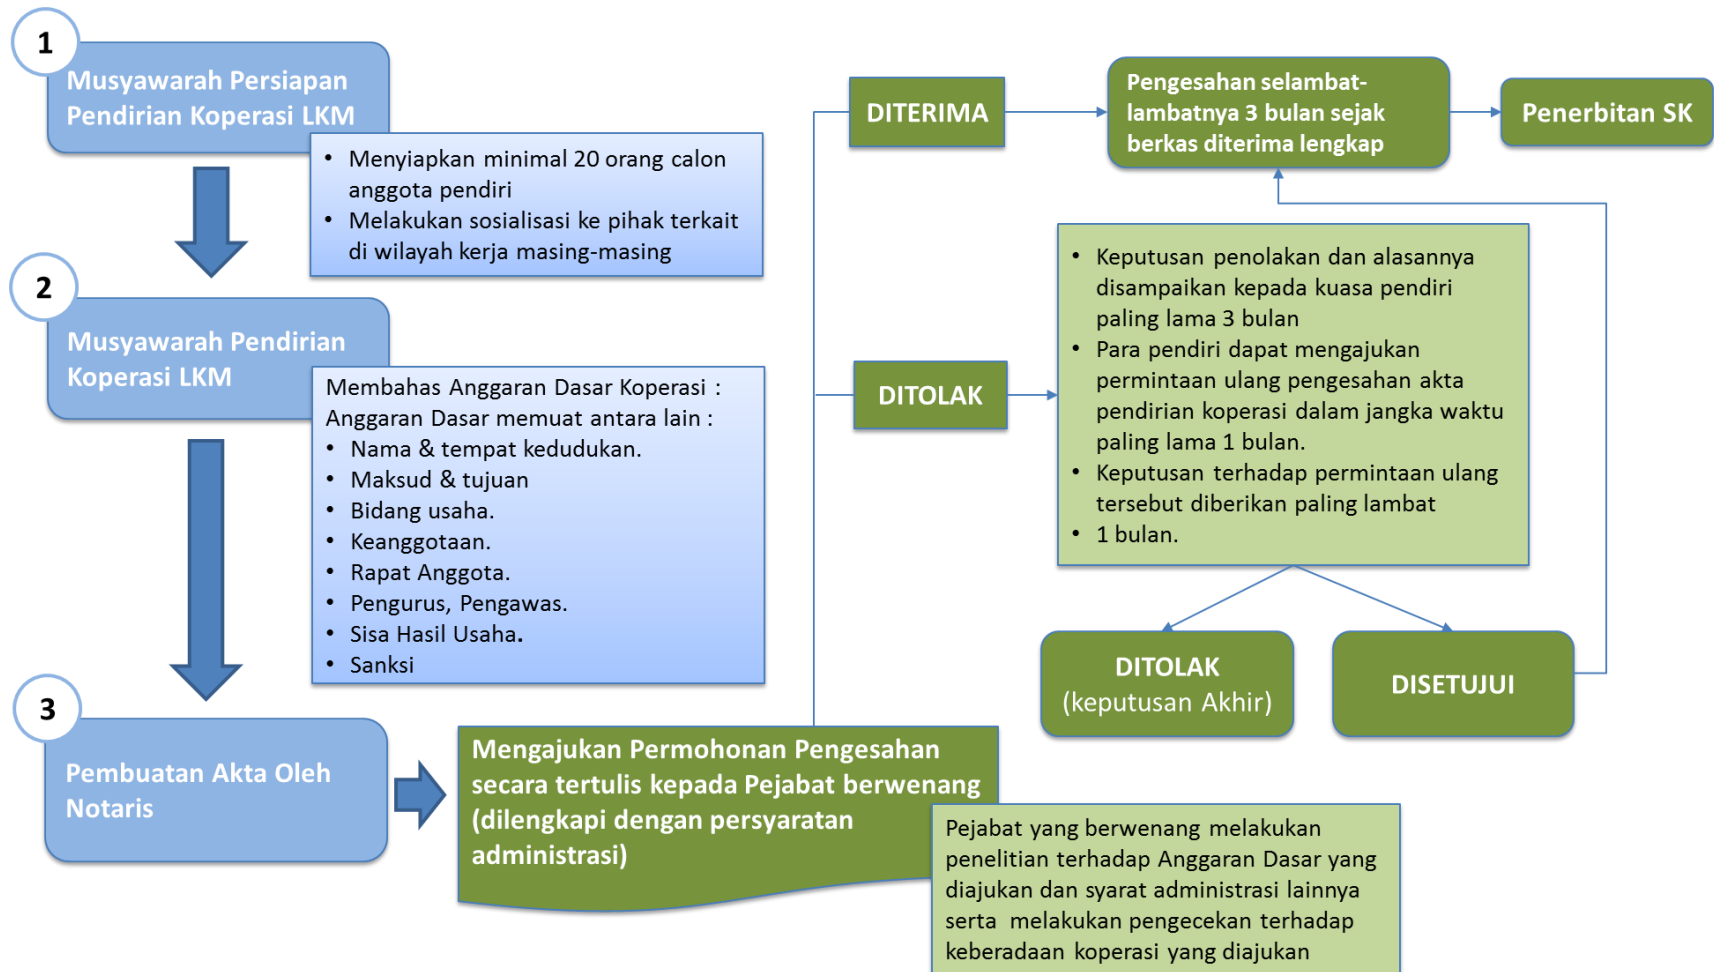 1
Musyawarah Persiapan
Pendirian Koperasi LKM
• Menyiapkan minimal 20 orang calon
anggota pendiri
• Melakukan sosialisasi ke pihak terkait
di wilayah kerja masing-masing
2
Musyawarah Pendirian
Koperasi LKM
Membahas Anggaran Dasar Koperasi :
Anggaran Dasar memuat antara lain :
• Nama & tempat kedudukan.
• Maksud & tujuan
• Bidang usaha.
• Keanggotaan.
• Rapat Anggota.
• Pengurus, Pengawas.
• Sisa Hasil Usaha.
• Sanksi
3
Pembuatan Akta Oleh
Notaris
Mengajukan Permohonan Pengesahan
secara tertulis kepada Pejabat berwenang
(dilengkapi dengan persyaratan
administrasi)
Pejabat yang berwenang melakukan
penelitian terhadap Anggaran Dasar yang
diajukan dan syarat administrasi lainnya
serta  melakukan pengecekan terhadap
keberadaan koperasi yang diajukan
DITERIMA
Pengesahan selambat-
lambatnya 3 bulan sejak
berkas diterima lengkap
Penerbitan SK
DITOLAK
• Keputusan penolakan dan alasannya
disampaikan kepada kuasa pendiri
paling lama 3 bulan
• Para pendiri dapat mengajukan
permintaan ulang pengesahan akta
pendirian koperasi dalam jangka waktu
paling lama 1 bulan.
• Keputusan terhadap permintaan ulang
tersebut diberikan paling lambat
• 1 bulan.
DITOLAK
(keputusan Akhir)
DISETUJUI